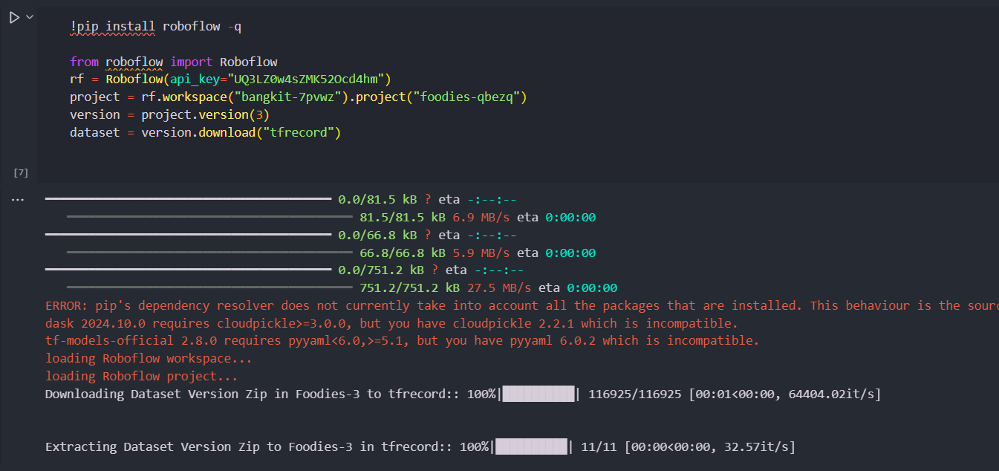 !pip install roboflow -q
from roboflow import Roboflow
rf = Roboflow(api_key="UQ3LZ0w4sZMK52Ocd4hm")
project = rf.workspace("bangkit-7pvwz").project("foodies-qbezq")
version = project.version(3)
dataset = version.download("tfrecord")
[7]
... 0.0/81.5 kB ? eta -:--:--
81.5/81.5 kB 6.9 MB/s eta 0:00:00
0.0/66.8 kB ? eta -:--:--
66.8/66.8 kB 5.9 MB/s eta 0:00:00
0.0/751.2 kB ? eta -:--:--
751.2/751.2 kB 27.5 MB/s eta 0:00:00
ERROR: pip's dependency resolver does not currently take into account all the packages that are installed. This behaviour is the sour
dask 2024.10.0 requires cloudpickle>=3.0.0, but you have cloudpickle 2.2.1 which is incompatible.
tf-models-official 2.8.0 requires pyyaml<6.0,>=5.1, but you have pyyaml 6.0.2 which is incompatible.
loading Roboflow workspace...
loading Roboflow project...
Downloading Dataset Version Zip in Foodies-3 to tfrecord:: 100%|██████████| 116925/116925 [00:01<00:00, 64404.02it/s]
Extracting Dataset Version Zip to Foodies-3 in tfrecord:: 100%|██████████| 11/11 [00:00<00:00, 32.57it/s]